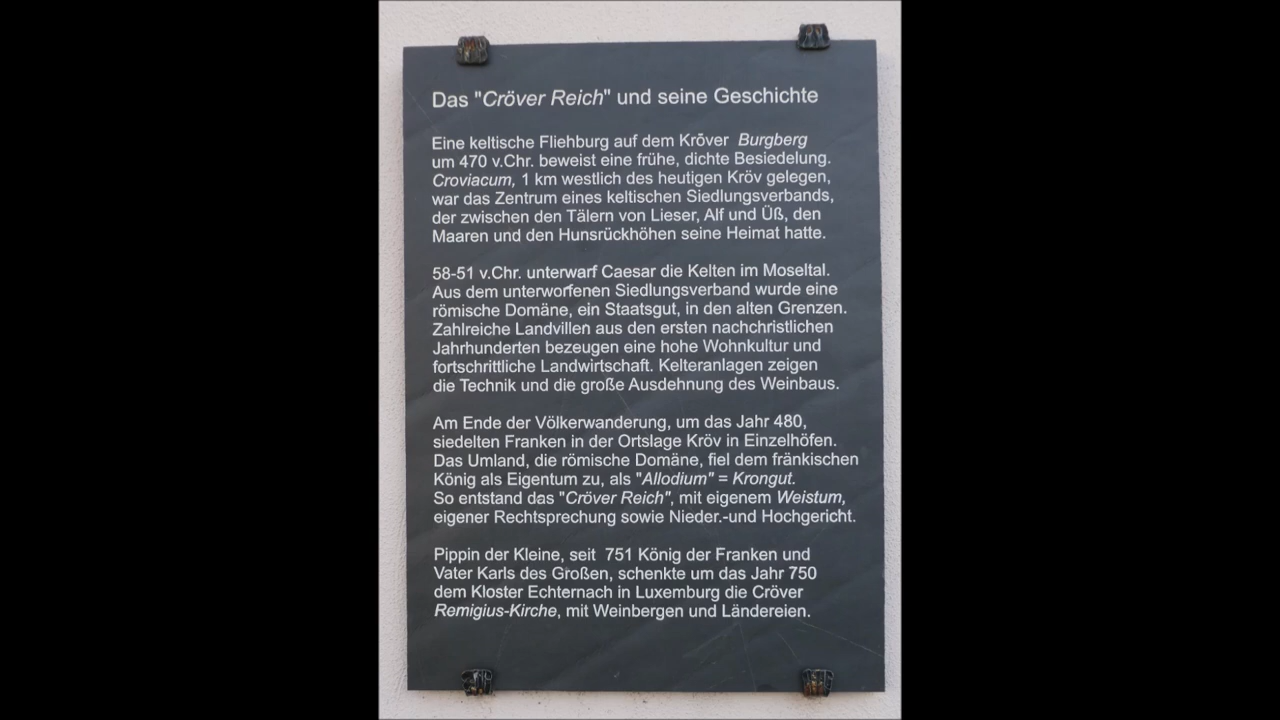 Das "Cröver Reich" und seine Geschichte
Eine keltische Fliehburg auf dem Kröver Burgberg
um 470 v.Chr. beweist eine frühe, dichte Besiedelung.
Croviacum, 1 km westlich des heutigen Kröv gelegen,
war das Zentrum eines keltischen Siedlungsverbands,
der zwischen den Tälern von Lieser, Alf und Üß, den
Maaren und den Hunsrückhöhen seine Heimat hatte.
58-51 v.Chr. unterwarf Caesar die Kelten im Moseltal.
Aus dem unterworfenen Siedlungsverband wurde eine
römische Domäne, ein Staatsgut, in den alten Grenzen.
Zahlreiche Landvillen aus den ersten nachchristlichen
Jahrhunderten bezeugen eine hohe Wohnkultur und
fortschrittliche Landwirtschaft. Kelteranlagen zeigen
die Technik und die große Ausdehnung des Weinbaus.
Am Ende der Völkerwanderung, um das Jahr 480,
siedelten Franken in der Ortslage Kröv in Einzelhöfen.
Das Umland, die römische Domäne, fiel dem fränkischen
König als Eigentum zu, als "Allodium" = Krongut.
So entstand das "Cröver Reich", mit eigenem Weistum,
eigener Rechtsprechung sowie Nieder.-und Hochgericht.
Pippin der Kleine, seit 751 König der Franken und
Vater Karls des Großen, schenkte um das Jahr 750
dem Kloster Echternach in Luxemburg die Cröver
Remigius-Kirche, mit Weinbergen und Ländereien.